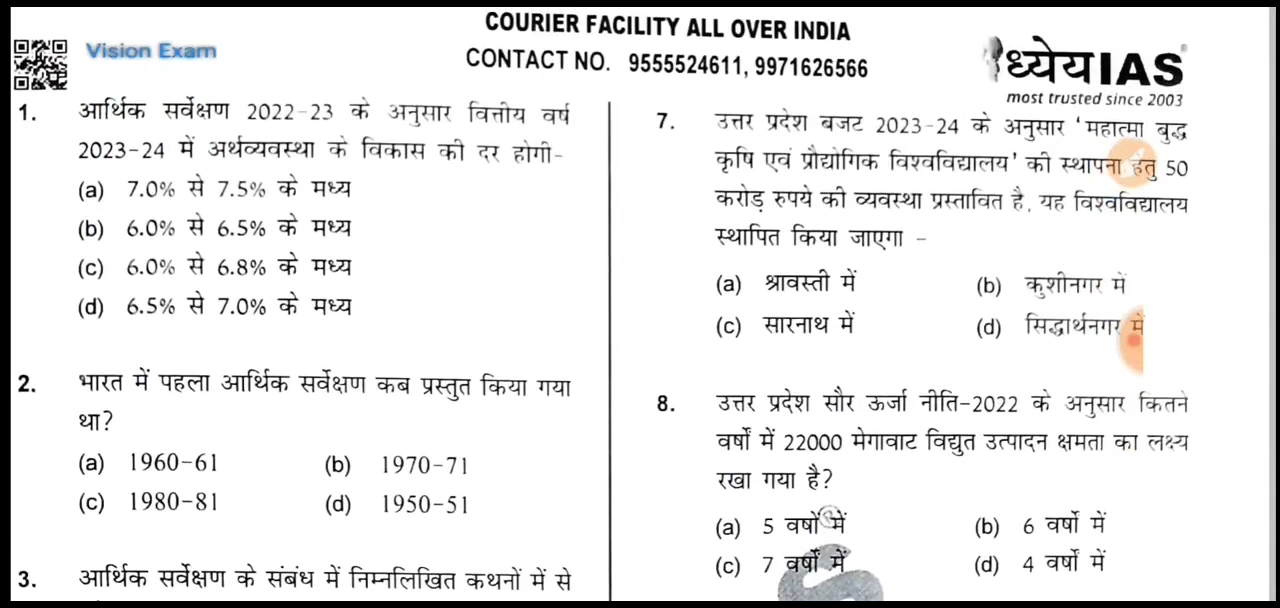 COURIER FACILITY ALL OVER INDIA
Vision Exam
CONTACT NO. 9555524611, 9971626566
ध्येयIAS
most trusted since 2003
1. आर्थिक सर्वेक्षण 2022-23 के अनुसार वित्तीय वर्ष
2023-24 में अर्थव्यवस्था के विकास की दर होगी-
(a) 7.0% से 7.5% के मध्य
(b) 6.0% से 6.5% के मध्य
(c) 6.0% से 6.8% के मध्य
(d) 6.5% से 7.0% के मध्य
2. भारत में पहला आर्थिक सर्वेक्षण कब प्रस्तुत किया गया
था?
(a) 1960-61 (b) 1970-71
(c) 1980-81 (d) 1950-51
3. आर्थिक सर्वेक्षण के संबंध में निम्नलिखित कथनों में से
7. उत्तर प्रदेश बजट 2023-24 के अनुसार 'महात्मा बुद्ध
कृषि एवं प्रौद्योगिक विश्वविद्यालय' की स्थापना हेतु 50
करोड़ रुपये की व्यवस्था प्रस्तावित है, यह विश्वविद्यालय
स्थापित किया जाएगा -
(a) श्रावस्ती में (b) कुशीनगर में
(c) सारनाथ में (d) सिद्धार्थनगर में
8. उत्तर प्रदेश सौर ऊर्जा नीति-2022 के अनुसार कितने
वर्षों में 22000 मेगावाट विद्युत उत्पादन क्षमता का लक्ष्य
रखा गया है?
(a) 5 वर्षों में (b) 6 वर्षों में
(c) 7 वर्षों में (d) 4 वर्षों में